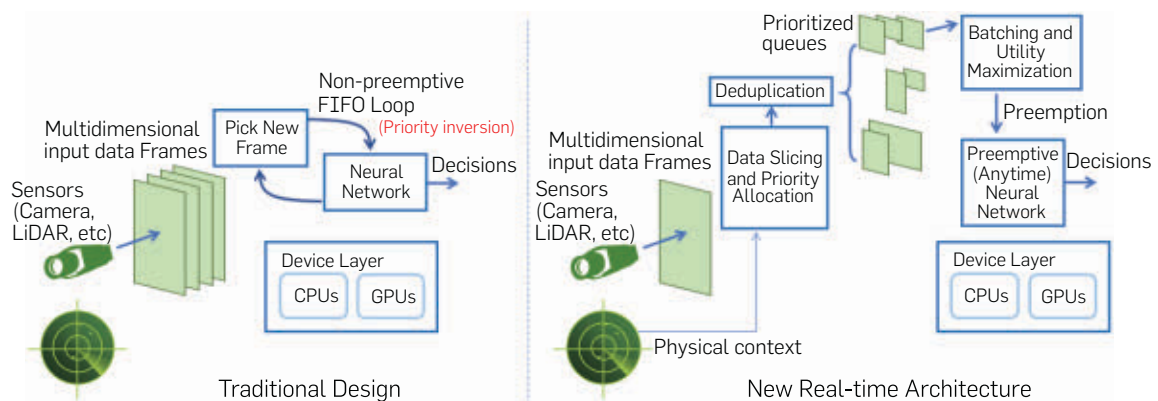 Non-preemptive
FIFO Loop
(Priority inversion)
Multidimensional
input data Frames
Pick New
Frame
Neural
Network
Decisions
Sensors
(Camera,
LiDAR, etc)
Device Layer
CPUs
GPUs
Traditional Design
Prioritized
queues
Batching and
Utility
Maximization
Deduplication
Preemption
Multidimensional
input data Frames
Data Slicing
and Priority
Allocation
Preemptive
(Anytime)
Neural
Network
Decisions
Sensors
(Camera,
LiDAR, etc)
Device Layer
CPUs
GPUs
Physical context
New Real-time Architecture